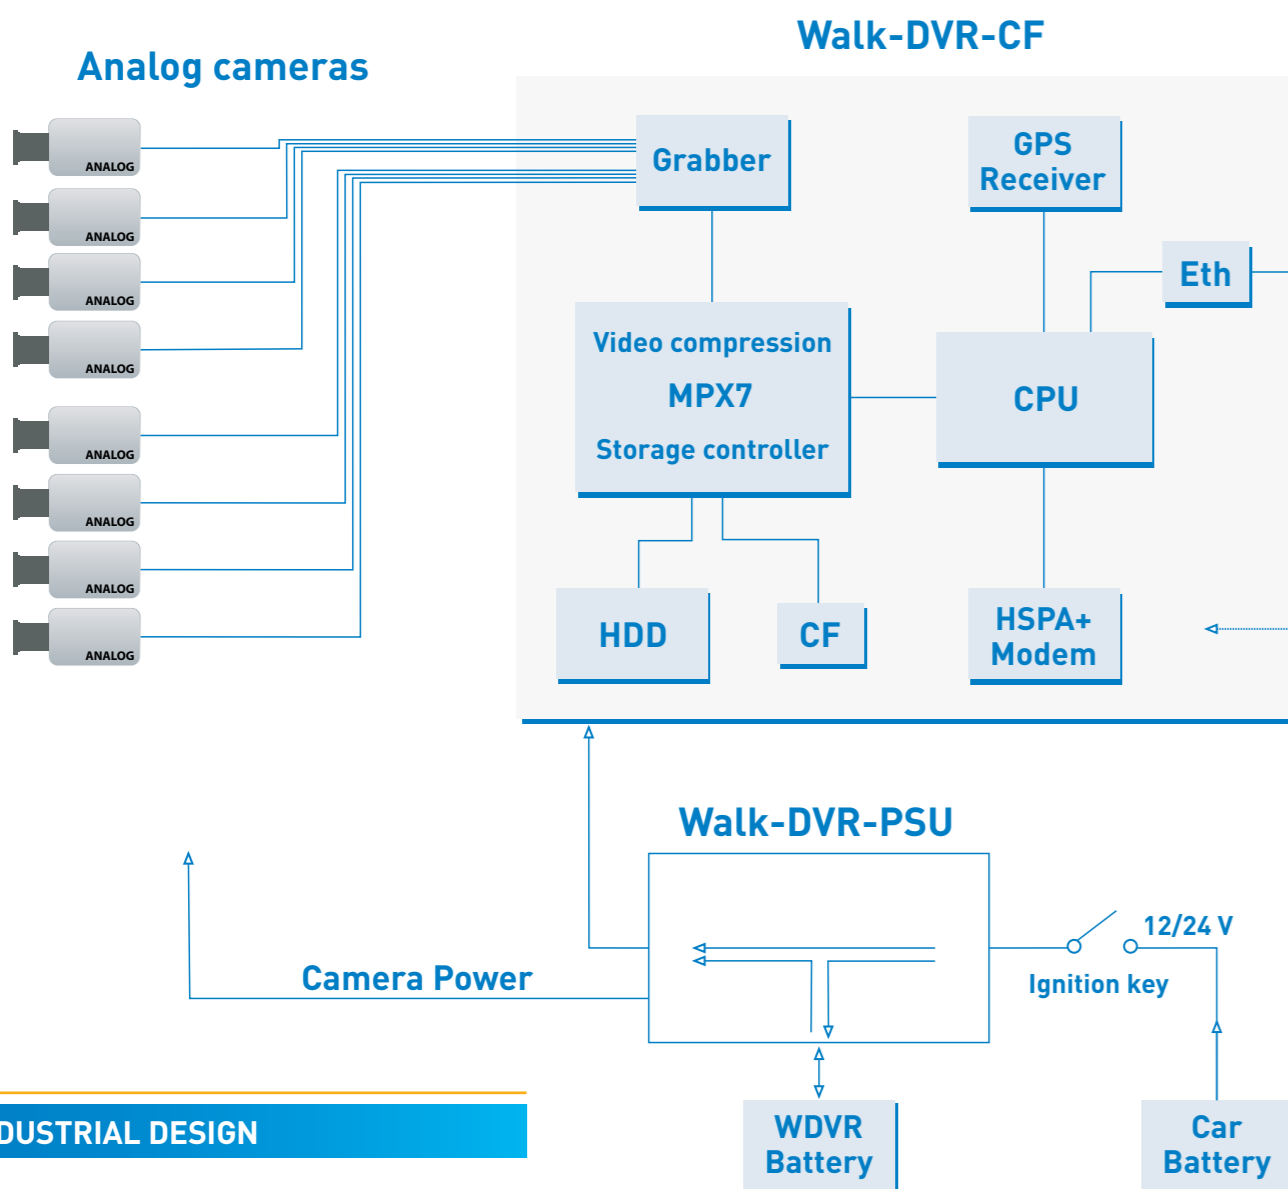 Walk-DVR-CF
Analog cameras
ANALOG
ANALOG
ANALOG
ANALOG
ANALOG
ANALOG
ANALOG
ANALOG
Grabber
GPS
Receiver
Eth
Video compression
MPX7
Storage controller
CPU
HDD
CF
HSPA+
Modem
Walk-DVR-PSU
Camera Power
12/24 V
Ignition key
WDVR
Battery
Car
Battery
DUSTRIAL DESIGN